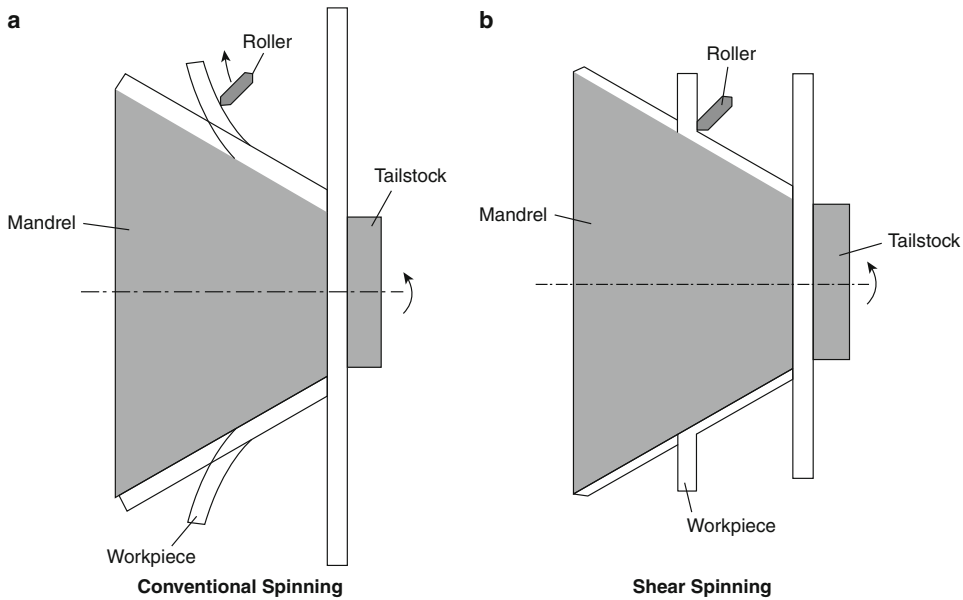 a
Roller
Tailstock
Mandrel
Workpiece
Conventional Spinning
b
Roller
Mandrel
Tailstock
Workpiece
Shear Spinning